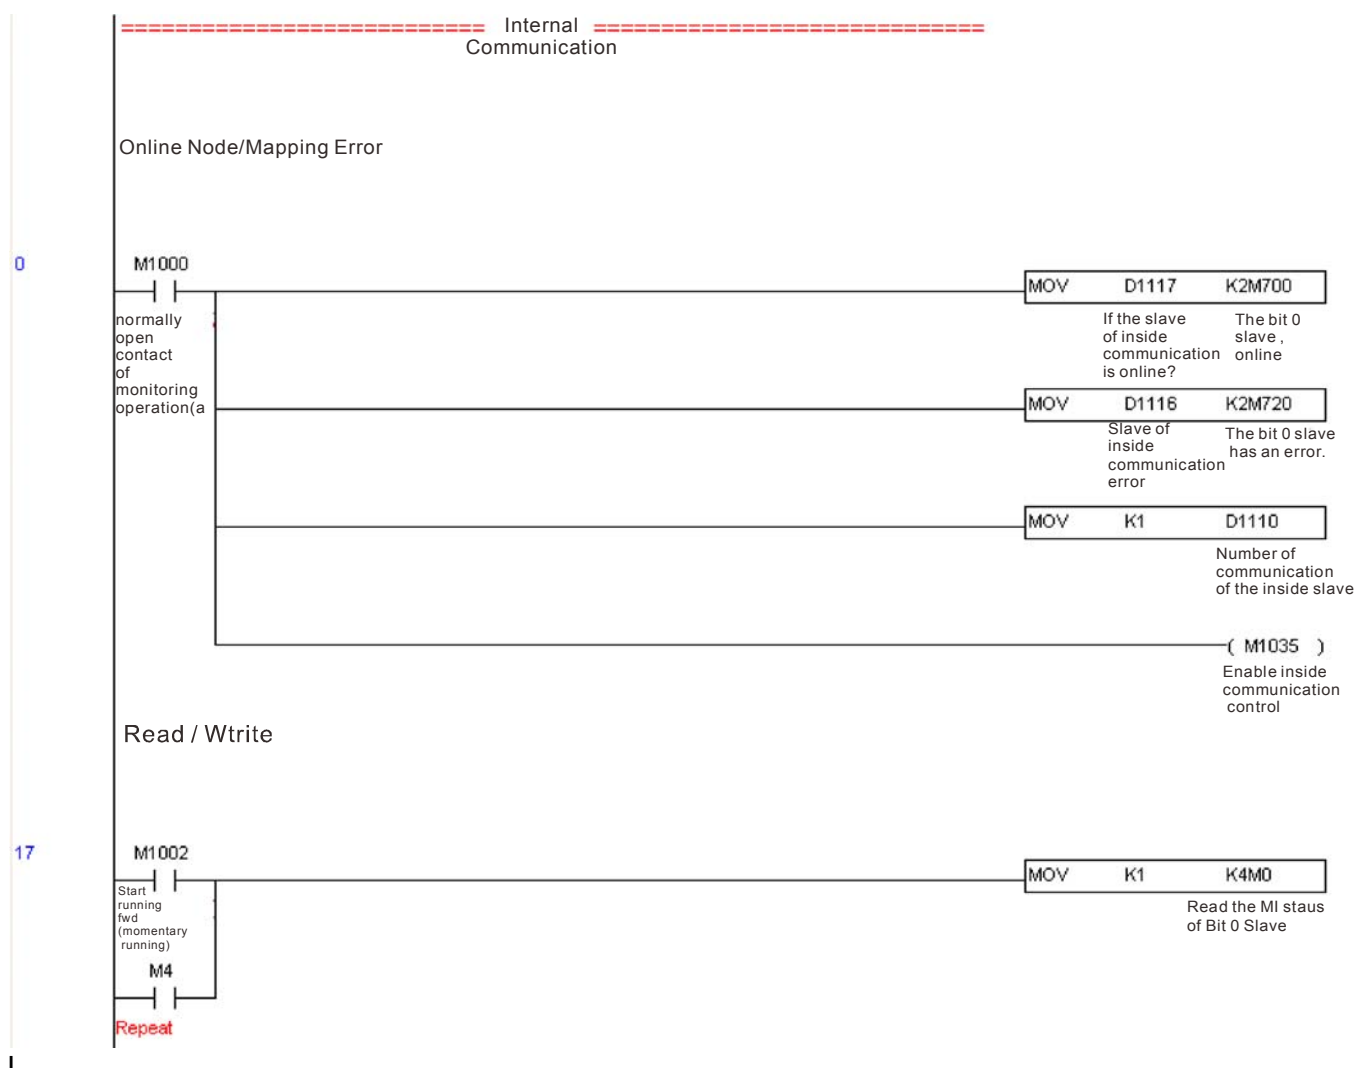 ========================= Internal =============================
Communication
Online Node/Mapping Error
0
M1000
MOV D1117 K2M700
normally
open
contact
of
monitoring
operation(a
If the slave
of inside
communication
is online?
The bit 0
slave ,
online
MOV D1116 K2M720
Slave of
inside
communication
error
The bit 0 slave
has an error.
MOV K1 D1110
Number of
communication
of the inside slave
( M1035 )
Enable inside
communication
control
Read / Wtrite
17
M1002
MOV K1 K4M0
Start
running
fwd
(momentary
running)
Read the MI staus
of Bit 0 Slave
M4
Repeat